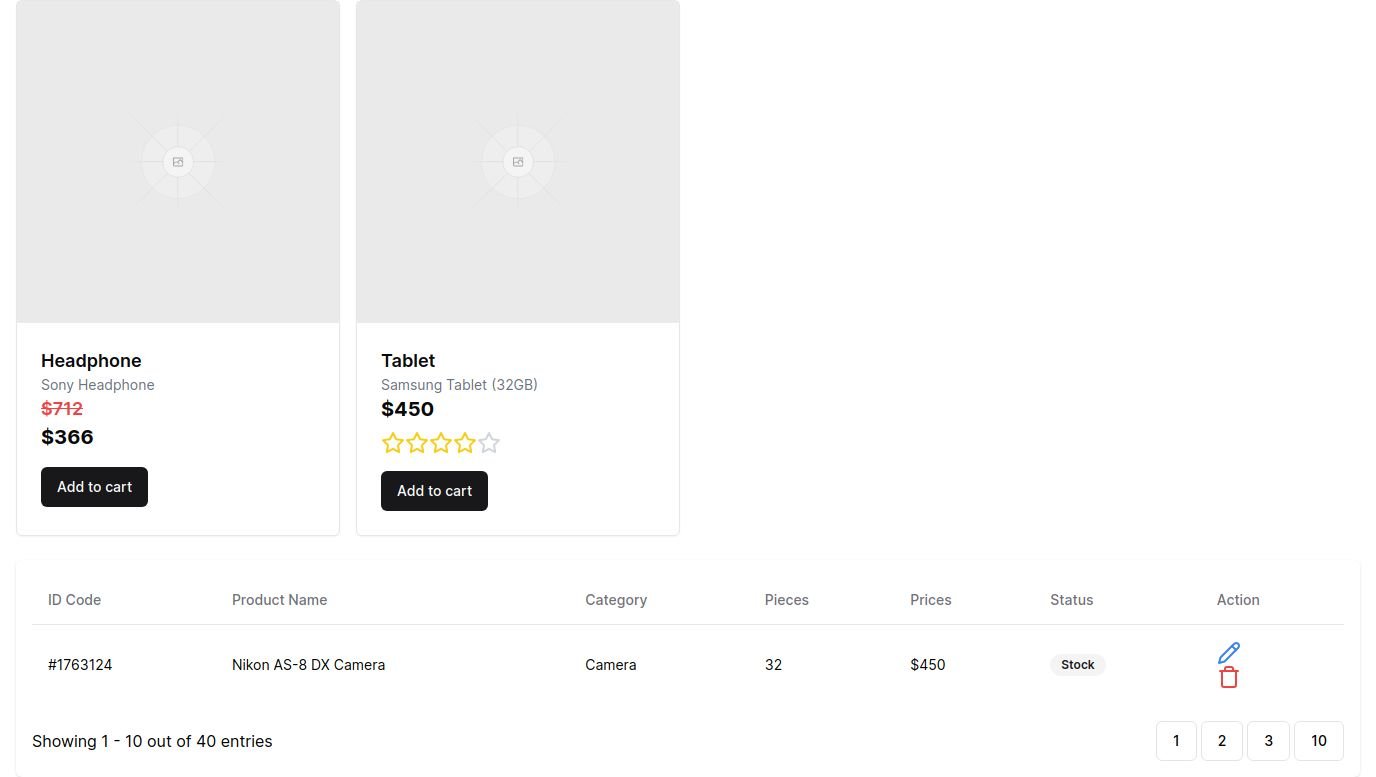 Headphone
Sony Headphone
$712
$366
Add to cart
Tablet
Samsung Tablet (32GB)
$450
Add to cart
ID Code Product Name Category Pieces Prices Status Action
#1763124 Nikon AS-8 DX Camera Camera 32 $450 Stock
Showing 1 - 10 out of 40 entries 1 2 3 10